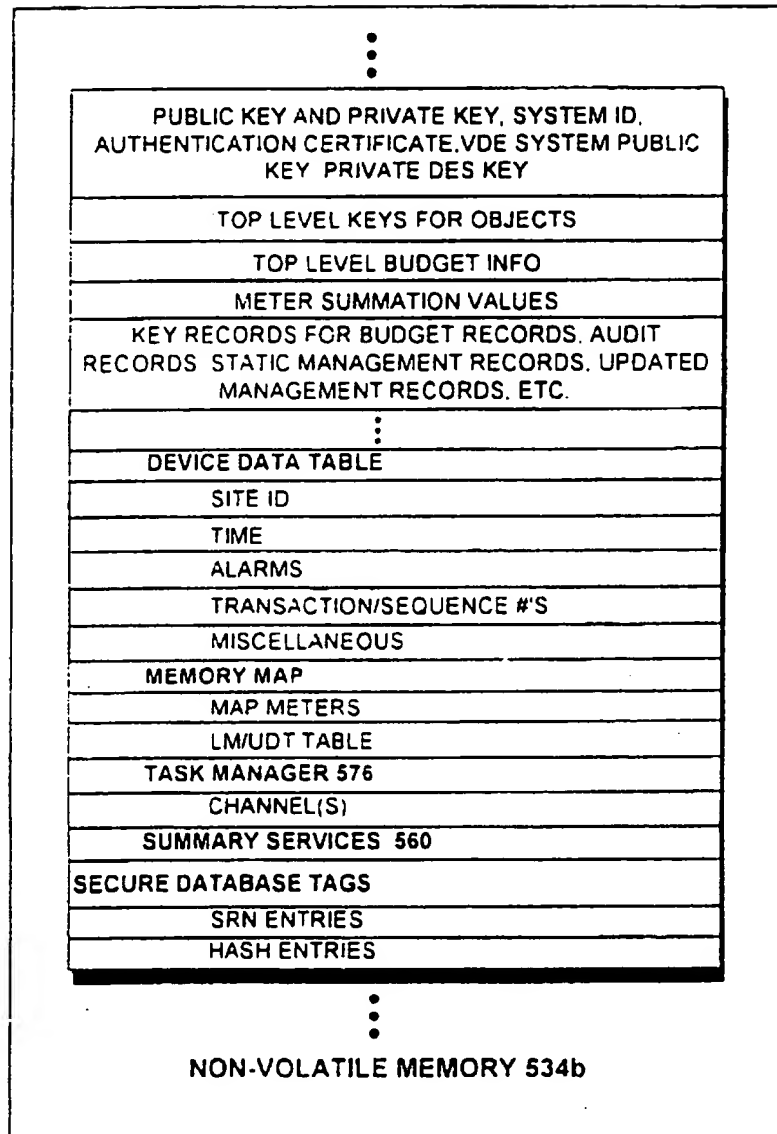 PUBLIC KEY AND PRIVATE KEY, SYSTEM ID,
AUTHENTICATION CERTIFICATE,VDE SYSTEM PUBLIC
KEY PRIVATE DES KEY
TOP LEVEL KEYS FOR OBJECTS
TOP LEVEL BUDGET INFO
METER SUMMATION VALUES
KEY RECORDS FOR BUDGET RECORDS, AUDIT
RECORDS STATIC MANAGEMENT RECORDS, UPDATED
MANAGEMENT RECORDS, ETC.
DEVICE DATA TABLE
SITE ID
TIME
ALARMS
TRANSACTION/SEQUENCE #'S
MISCELLANEOUS
MEMORY MAP
MAP METERS
LM/UDT TABLE
TASK MANAGER 576
CHANNEL(S)
SUMMARY SERVICES 560
SECURE DATABASE TAGS
SRN ENTRIES
HASH ENTRIES
NON-VOLATILE MEMORY 534b